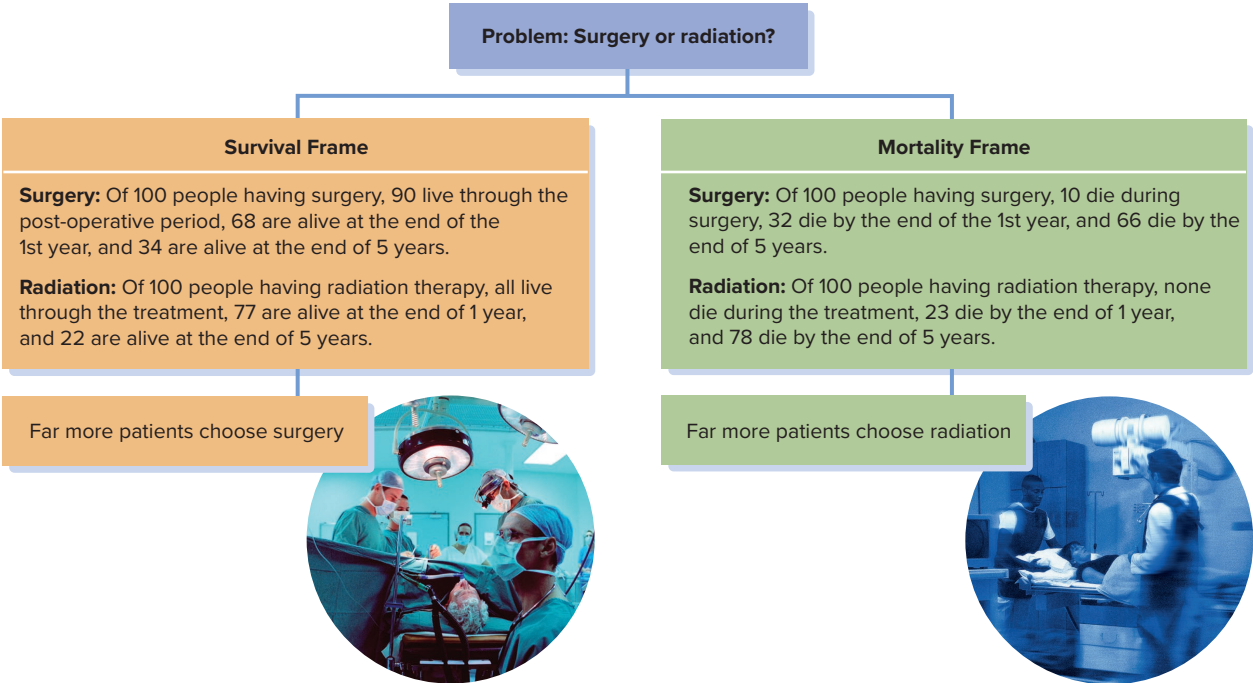 Problem: Surgery or radiation?
Survival Frame
Surgery: Of 100 people having surgery, 90 live through the
post-operative period, 68 are alive at the end of the
1st year, and 34 are alive at the end of 5 years.
Radiation: Of 100 people having radiation therapy, all live
through the treatment, 77 are alive at the end of 1 year,
and 22 are alive at the end of 5 years.
Far more patients choose surgery
Mortality Frame
Surgery: Of 100 people having surgery, 10 die during
surgery, 32 die by the end of the 1st year, and 66 die by the
end of 5 years.
Radiation: Of 100 people having radiation therapy, none
die during the treatment, 23 die by the end of 1 year,
and 78 die by the end of 5 years.
Far more patients choose radiation